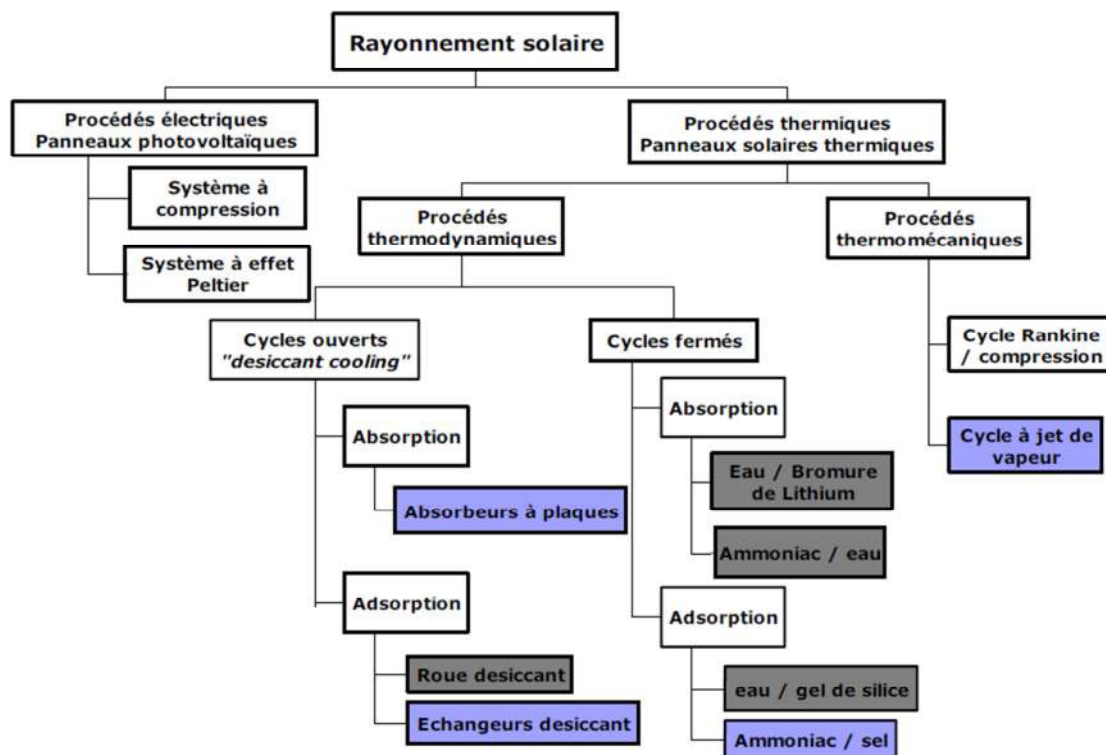 Rayonnement solaire
Procédés électriques
Panneaux photovoltaïques
Procédés thermiques
Panneaux solaires thermiques
Système à
compression
Système à effet
Peltier
Procédés
thermodynamiques
Procédés
thermomécaniques
Cycles ouverts
"desiccant cooling"
Cycles fermés
Cycle Rankine
/ compression
Cycle à jet de
vapeur
Absorption
Absorbeurs à plaques
Adsorption
Roue desiccant
Echangeurs desiccant
Absorption
Eau / Bromure
de Lithium
Ammoniac / eau
Adsorption
eau / gel de silice
Ammoniac / sel